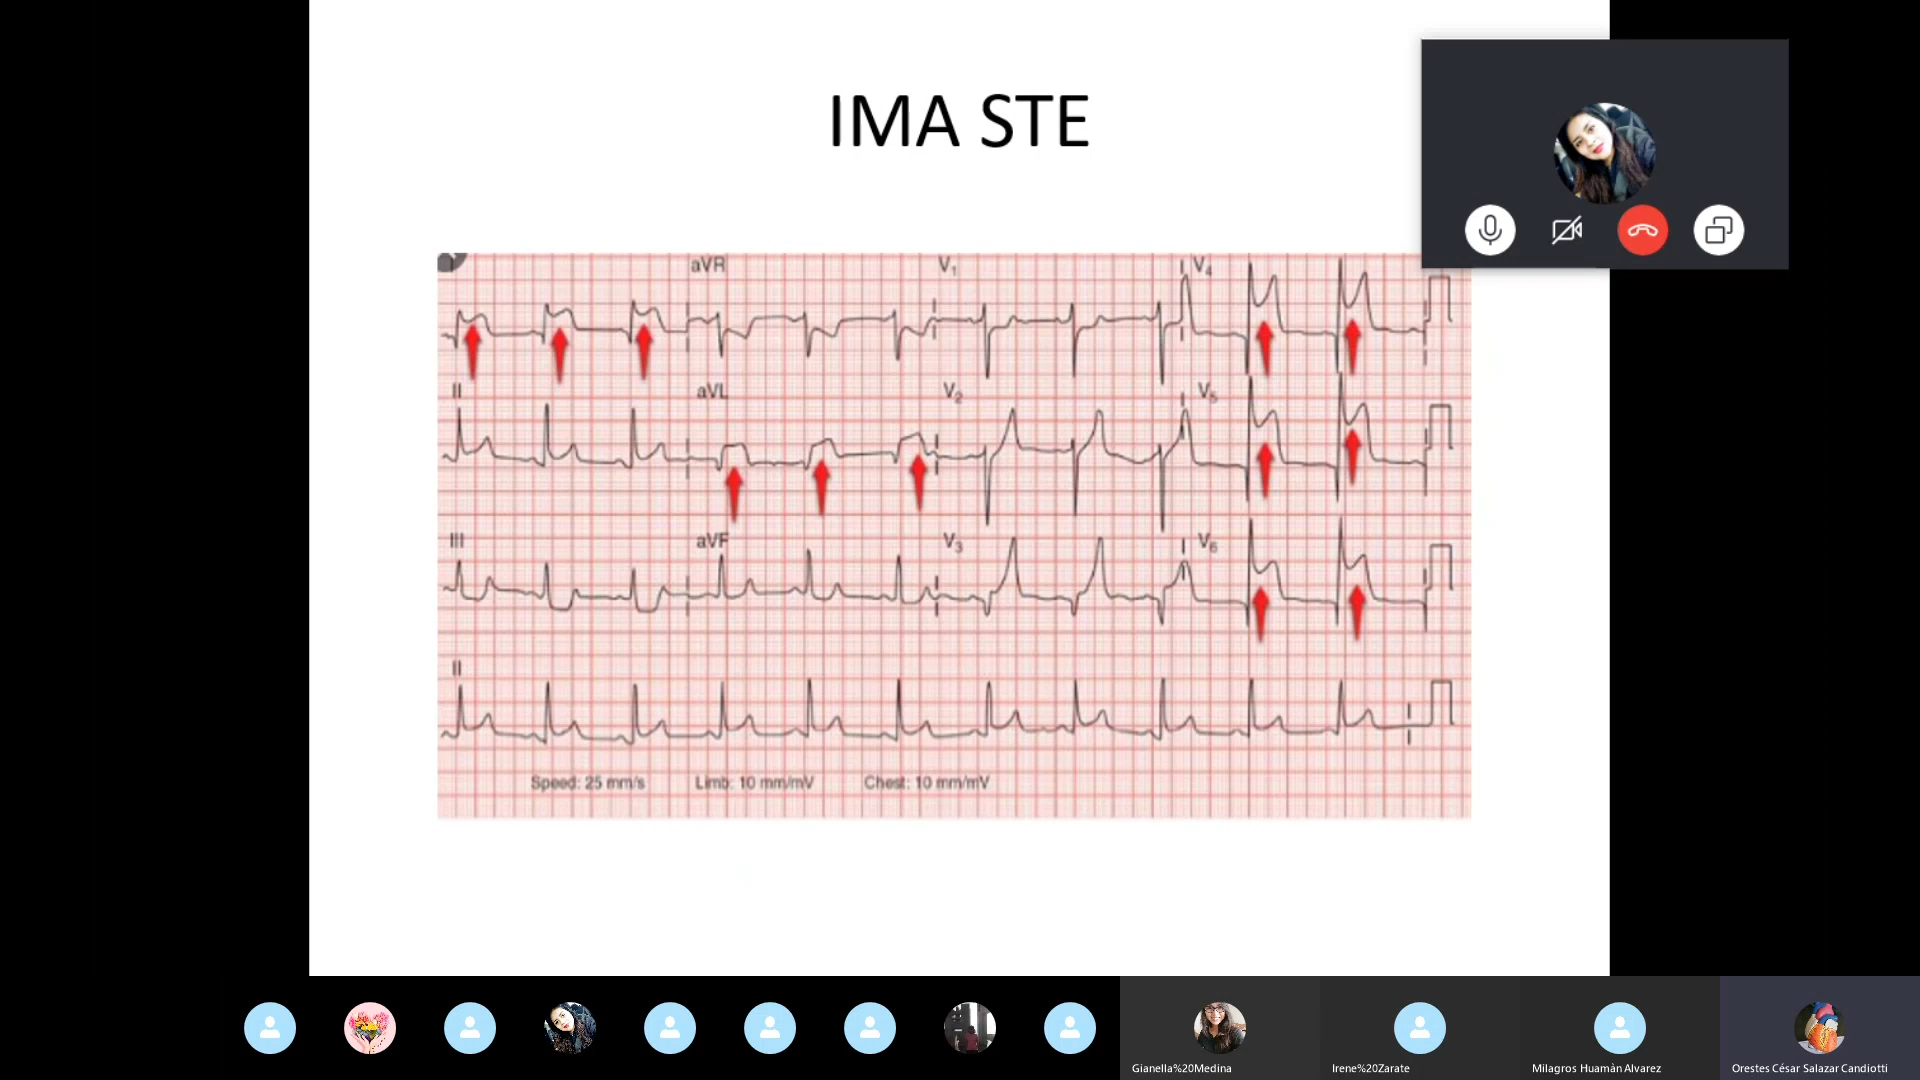 IMA STE
I aVR V1 V4
II aVL V2 V5
III aVF V3 V6
II
Speed: 25 mm/s Limb: 10 mm/mV Chest: 10 mm/mV
Gianella%20Medina
Irene%20Zarate
Milagros Huamàn Alvarez
Orestes César Salazar Candiotti